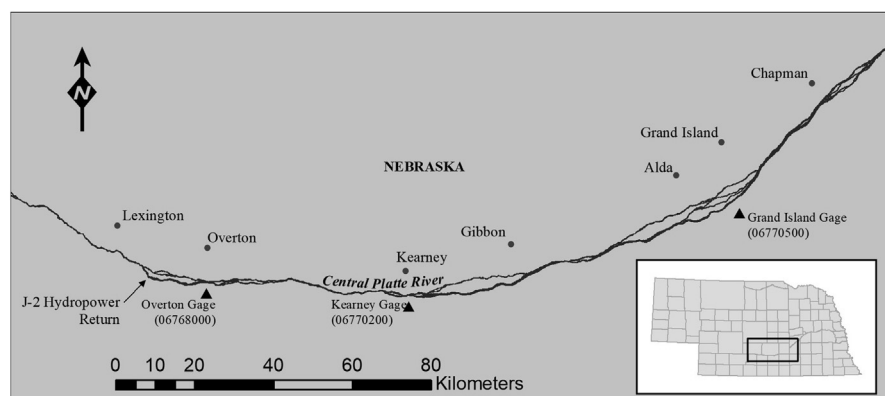 N
Chapman
Grand Island
NEBRASKA
Alda
Lexington
Overton
Gibbon
Grand Island Gage
(06770500)
Kearney
Central Platte River
J-2 Hydropower
Return
Overton Gage
(06768000)
Kearney Gage
(06770200)
0 10 20 40 60 80
Kilometers